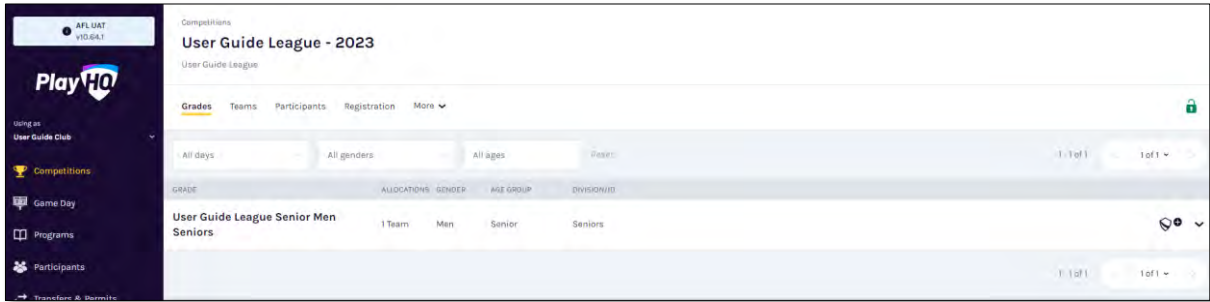 AFL UAT
v10.64.1
PlayHQ
Using as
User Guide Club
Competitions
Game Day
Programs
Participants
Transfers & Permits
Competitions
User Guide League - 2023
User Guide League
Grades Teams Participants Registration More
All days All genders All ages Reset 1-1 of 1 1 of 1
GRADE ALLOCATIONS GENDER AGE GROUP DIVISION/ID
User Guide League Senior Men
Seniors
1 Team Men Senior Seniors
1-1 of 1 1 of 1